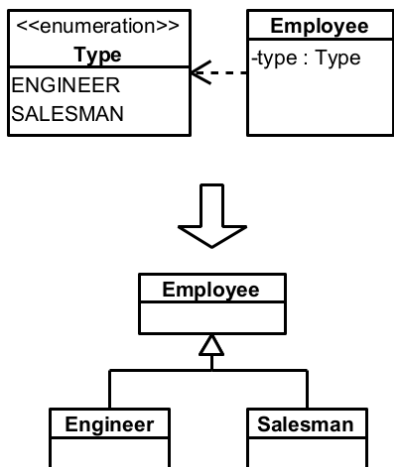 <<enumeration>>
Type
ENGINEER
SALESMAN
Employee
-type : Type
Employee
Engineer
Salesman